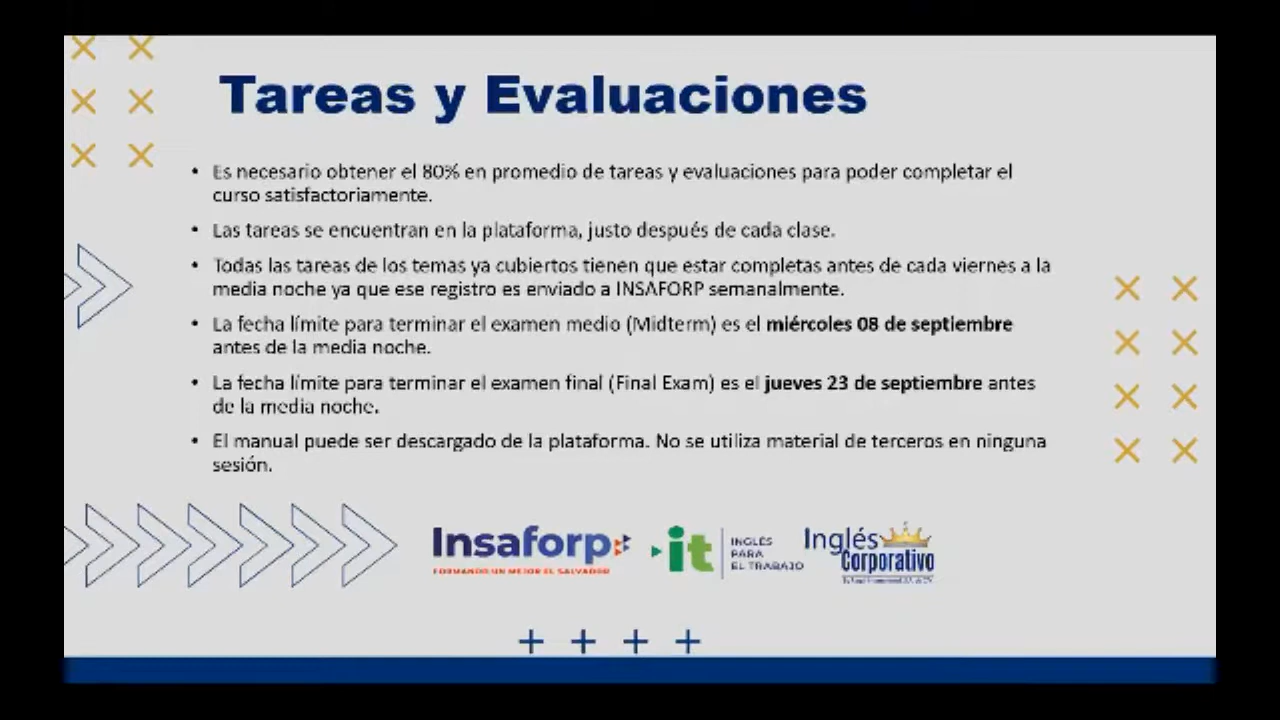 Tareas y Evaluaciones
• Es necesario obtener el 80% en promedio de tareas y evaluaciones para poder completar el
curso satisfactoriamente.
• Las tareas se encuentran en la plataforma, justo después de cada clase.
• Todas las tareas de los temas ya cubiertos tienen que estar completas antes de cada viernes a la
media noche ya que ese registro es enviado a INSAFORP semanalmente.
• La fecha límite para terminar el examen medio (Midterm) es el miércoles 08 de septiembre
antes de la media noche.
• La fecha límite para terminar el examen final (Final Exam) es el jueves 23 de septiembre antes
de la media noche.
• El manual puede ser descargado de la plataforma. No se utiliza material de terceros en ninguna
sesión.
Insaforp
FORMANDO UN MEJOR EL SALVADOR
it
INGLÉS
PARA
EL TRABAJO
Inglés
Corporativo